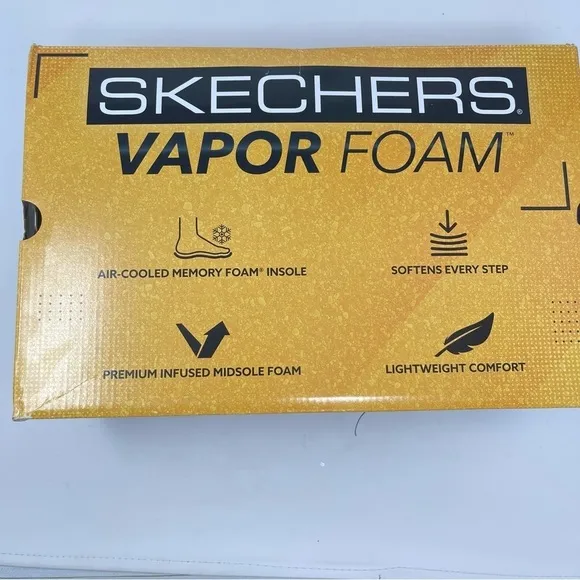 SKECHERS®
VAPOR FOAM™
AIR-COOLED MEMORY FOAM® INSOLE
SOFTENS EVERY STEP
PREMIUM INFUSED MIDSOLE FOAM
LIGHTWEIGHT COMFORT